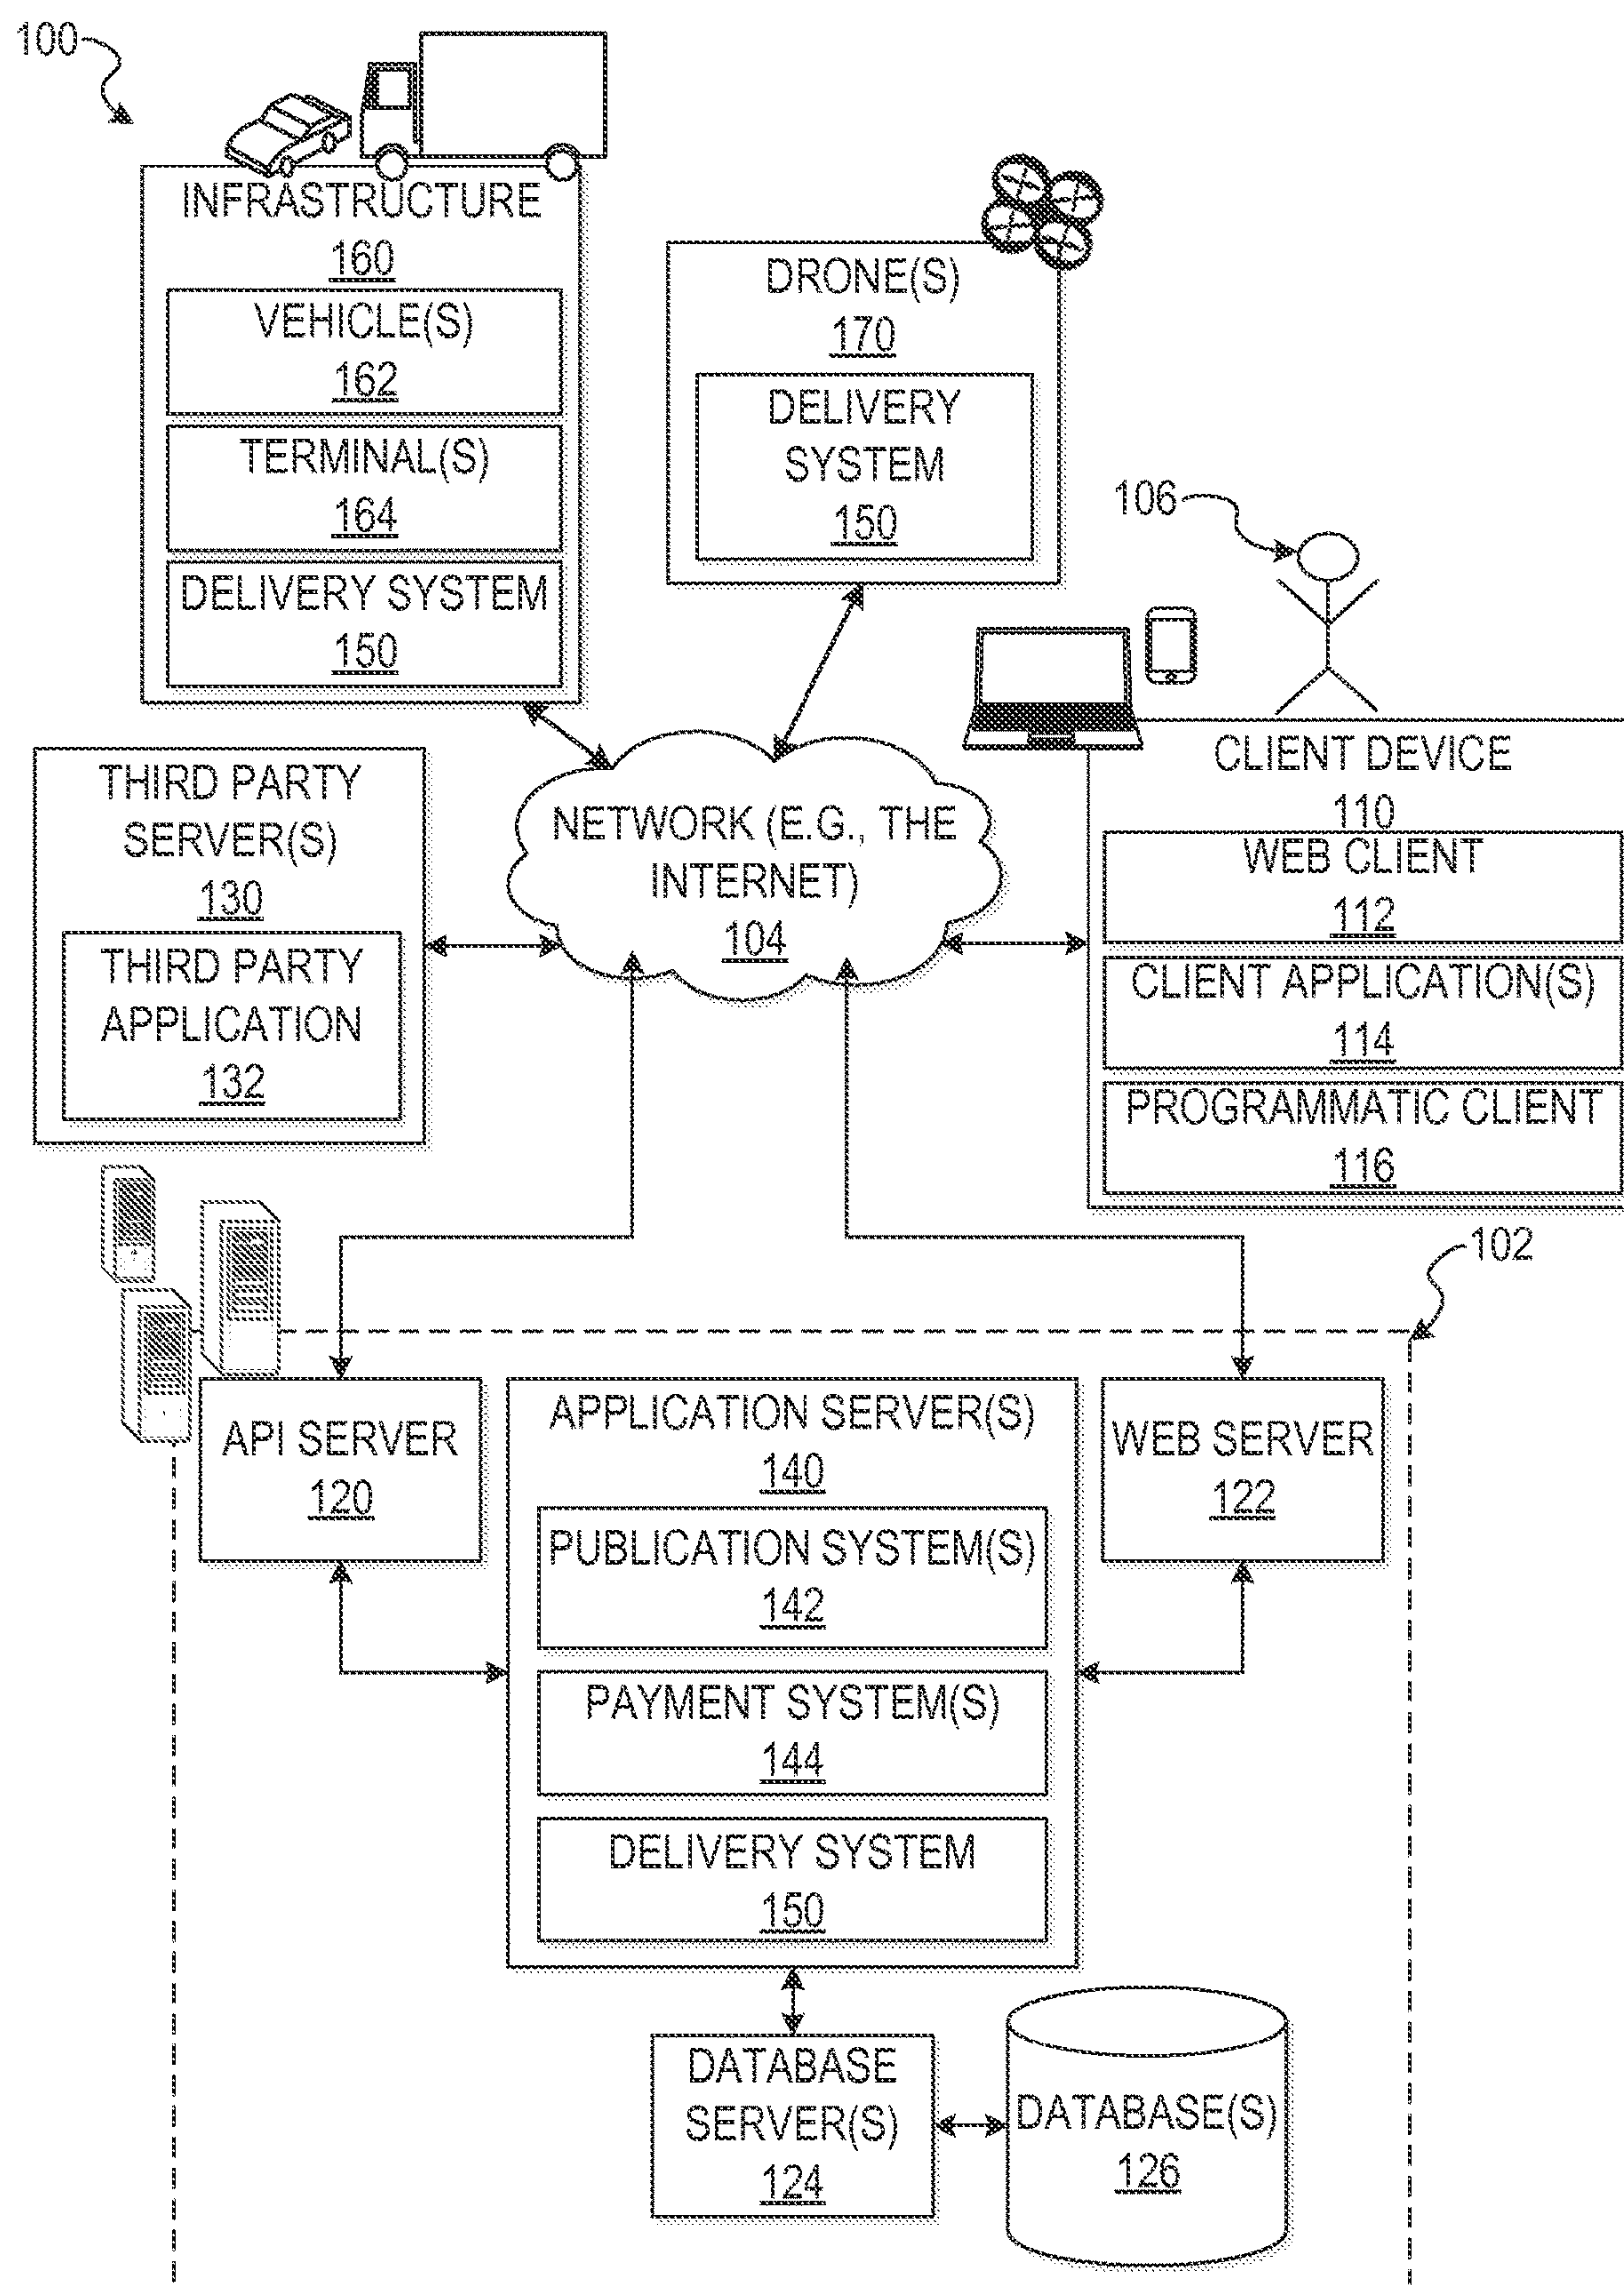 100
INFRASTRUCTURE
160
VEHICLE(S)
162
TERMINAL(S)
164
DELIVERY SYSTEM
150
DRONE(S)
170
DELIVERY
SYSTEM
150
106
THIRD PARTY
SERVER(S)
130
THIRD PARTY
APPLICATION
132
NETWORK (E.G., THE
INTERNET)
104
CLIENT DEVICE
110
WEB CLIENT
112
CLIENT APPLICATION(S)
114
PROGRAMMATIC CLIENT
116
102
API SERVER
120
APPLICATION SERVER(S)
140
PUBLICATION SYSTEM(S)
142
PAYMENT SYSTEM(S)
144
DELIVERY SYSTEM
150
WEB SERVER
122
DATABASE
SERVER(S)
124
DATABASE(S)
126